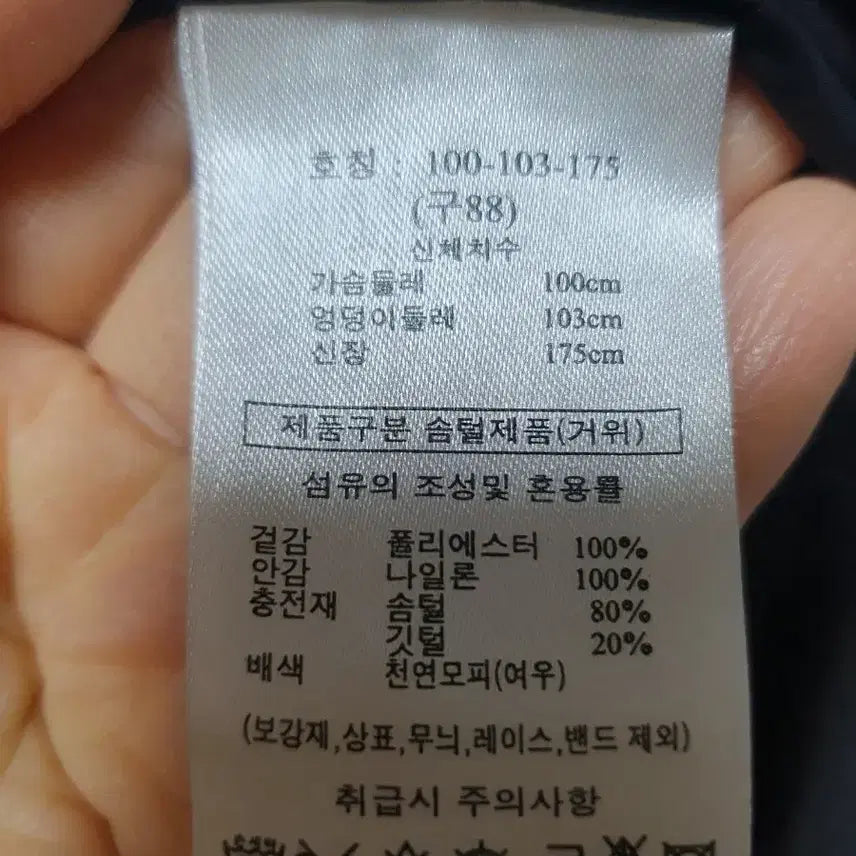 호칭 : 100-103-175
(구88)
신체치수
가슴둘레 100cm
엉덩이둘레 103cm
신장 175cm
제품구분 솜털제품(거위)
섬유의 조성및 혼용률
겉감 폴리에스터 100%
안감 나일론 100%
충전재 솜털 80%
깃털 20%
배색 천연모피(여우)
(보강재,상표,무늬,레이스,밴드 제외)
취급시 주의사항